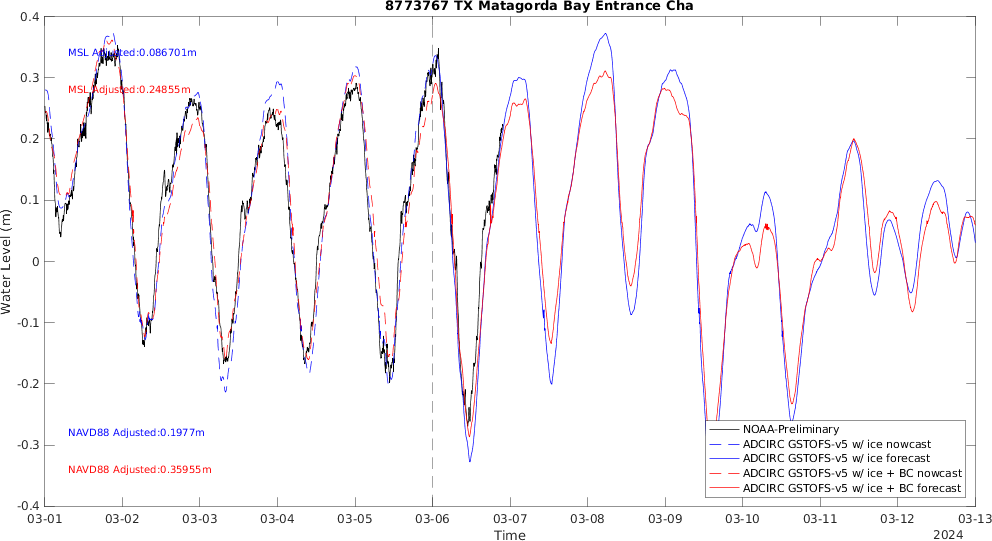 8773767 TX Matagorda Bay Entrance Cha
0.4
0.3
0.2
0.1
0
-0.1
-0.2
-0.3
-0.4
Water Level (m)
MSL Adjusted:0.086701m
MSL Adjusted:0.24855m
NAVD88 Adjusted:0.1977m
NAVD88 Adjusted:0.35955m
NOAA-Preliminary
ADCIRC GSTOFS-v5 w/ ice nowcast
ADCIRC GSTOFS-v5 w/ ice forecast
ADCIRC GSTOFS-v5 w/ ice + BC nowcast
ADCIRC GSTOFS-v5 w/ ice + BC forecast
03-01 03-02 03-03 03-04 03-05 03-06 03-07 03-08 03-09 03-10 03-11 03-12 03-13
Time
2024